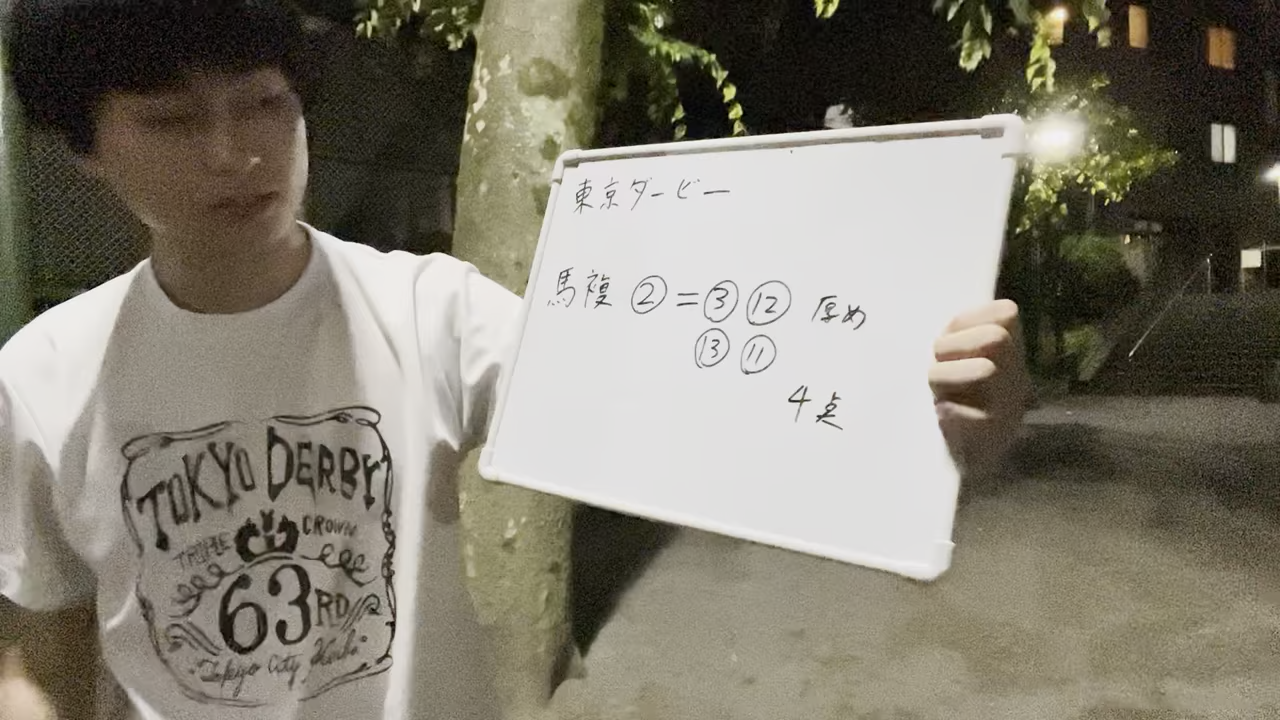 東京ダービー
馬複 ② = ③ ⑫ 厚め
⑬ ⑪
4点
TOKYO DERBY
TRIPLE CROWN
63RD
Tokyo City Keiba